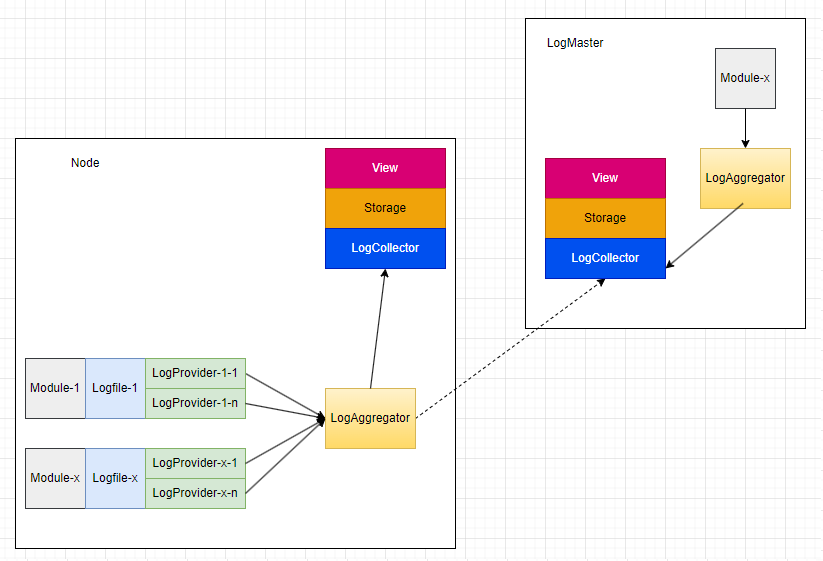 LogMaster
Module-x
View
Storage
LogCollector
LogAggregator
Node
View
Storage
LogCollector
Module-1
Logfile-1
LogProvider-1-1
LogProvider-1-n
LogAggregator
Module-x
Logfile-x
LogProvider-x-1
LogProvider-x-n